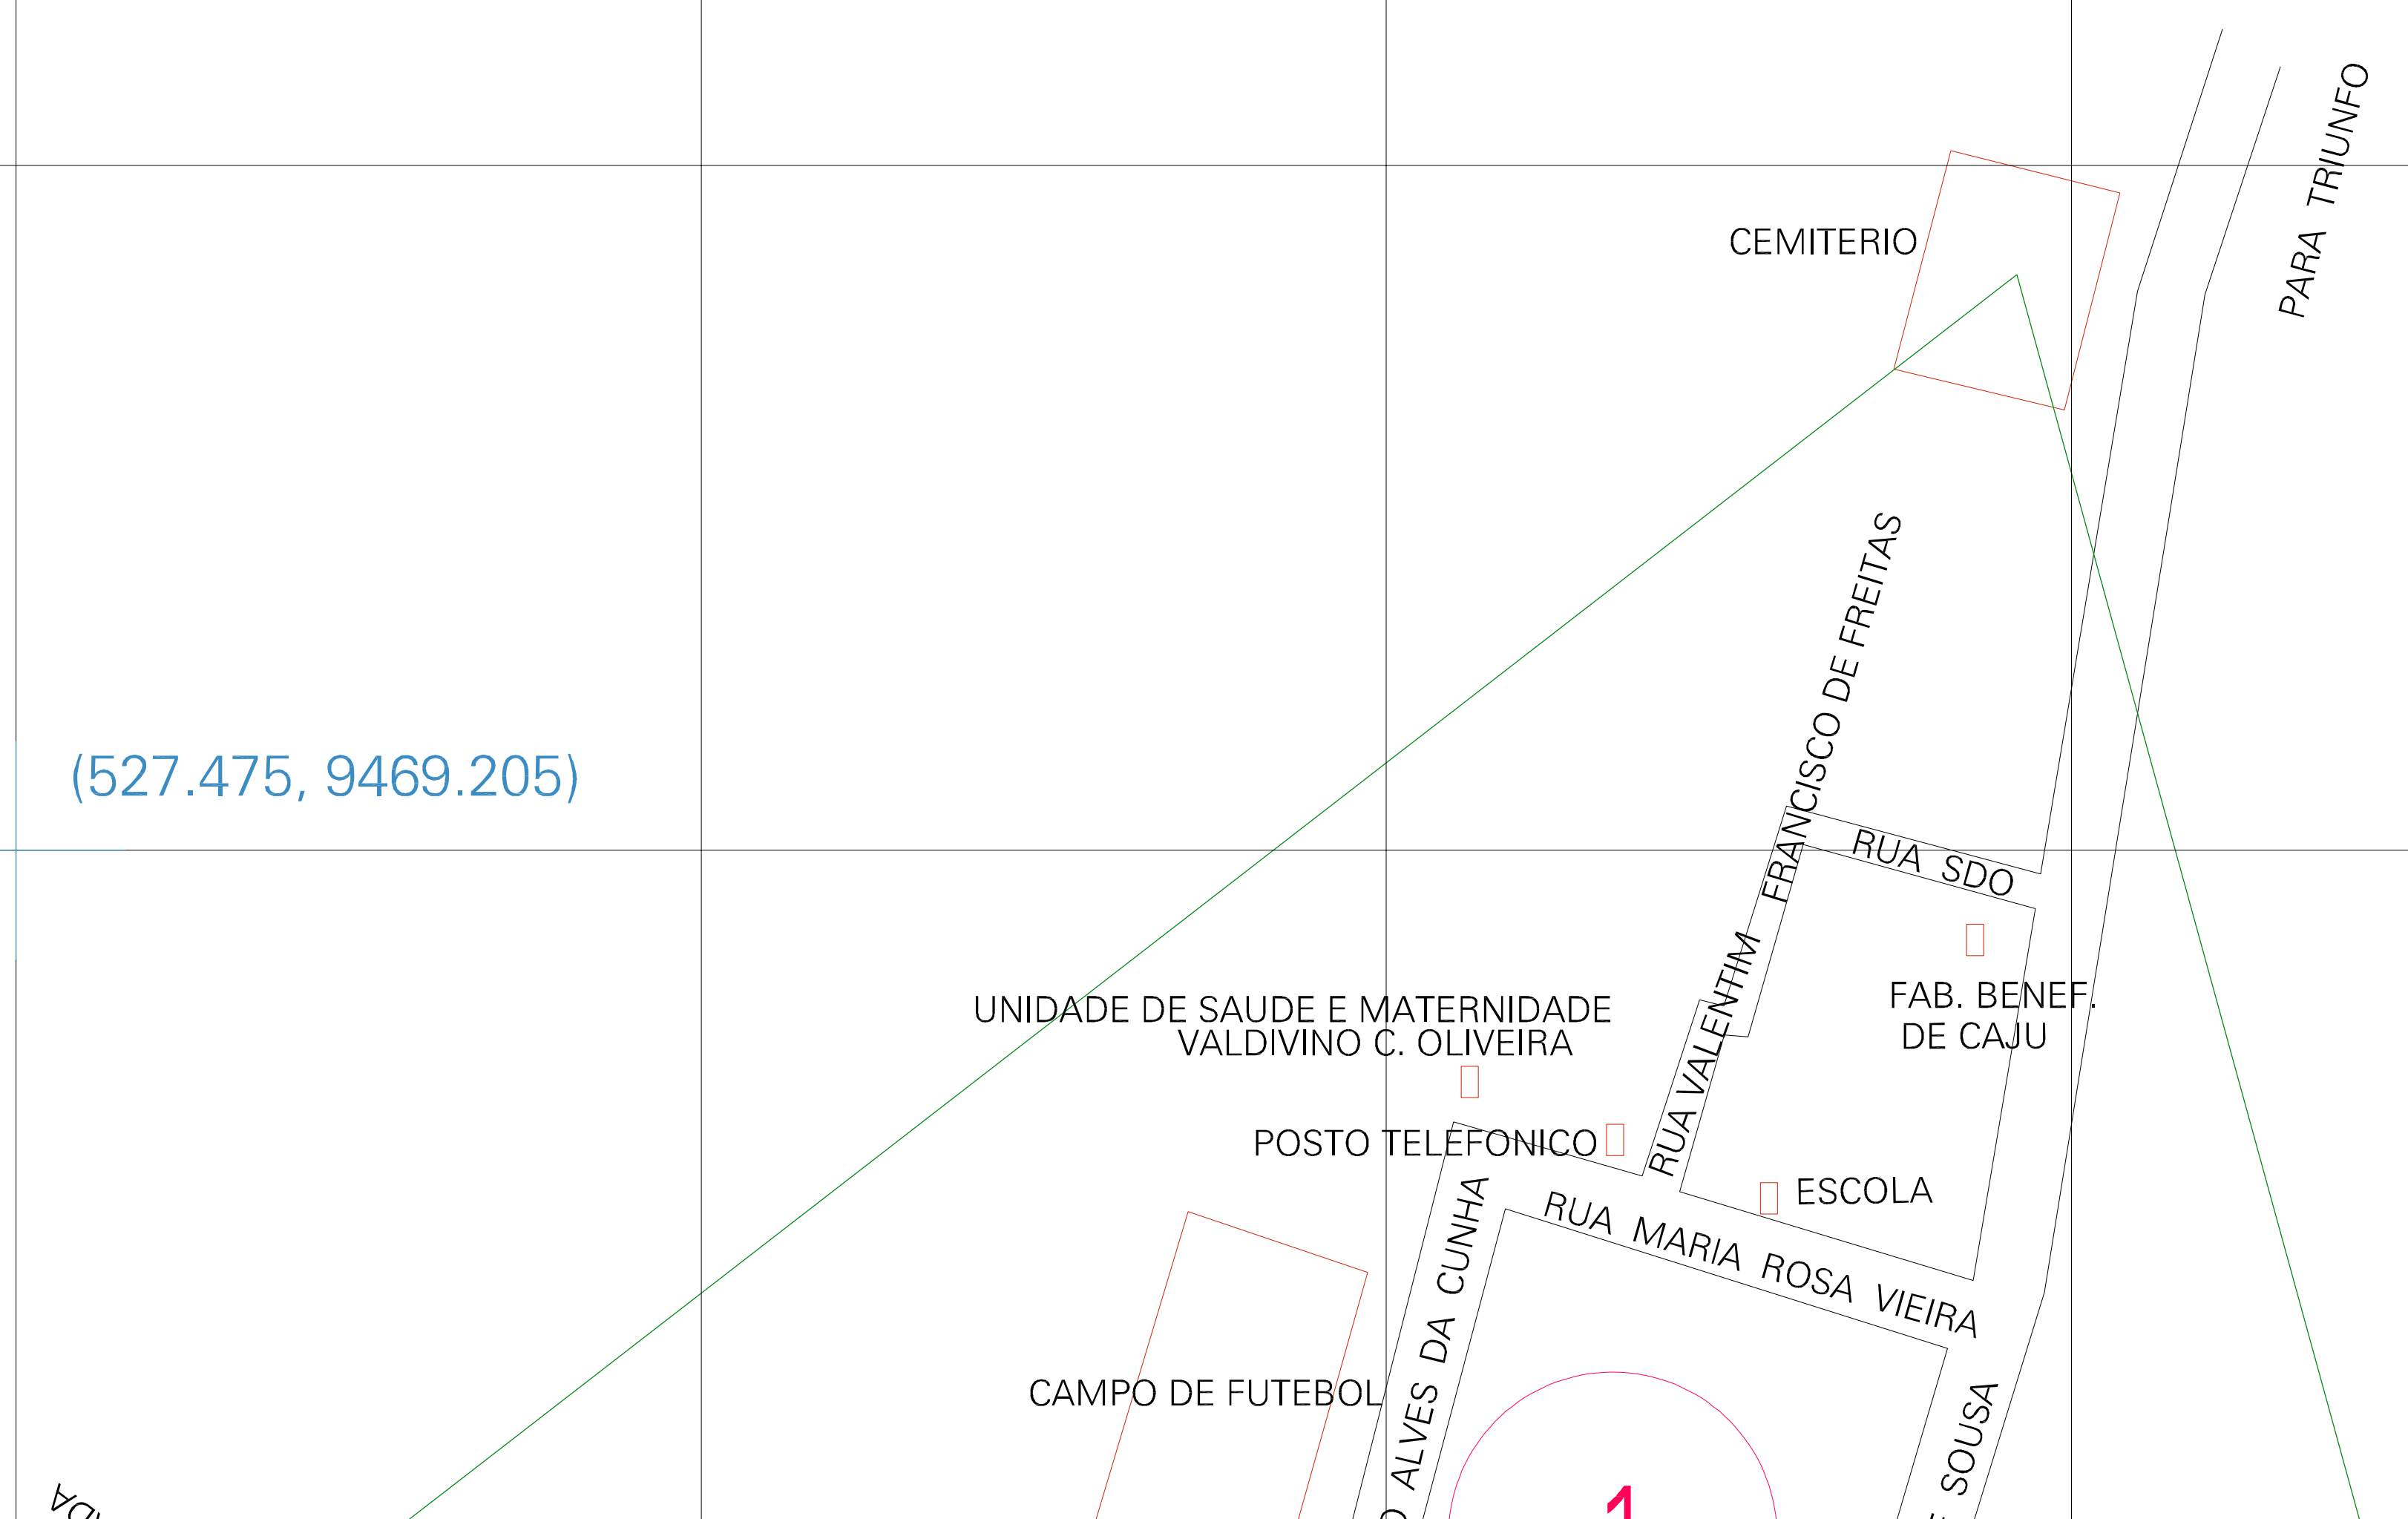 PARA TRIUNFO
CEMITERIO
RUA VALENTIM FRANCISCO DE FREITAS
(527.475, 9469.205)
RUA SDO
FAB. BENEF.
DE CAJU
UNIDADE DE SAUDE E MATERNIDADE
VALDIVINO C. OLIVEIRA
POSTO TELEFONICO
ESCOLA
RUA MARIA ROSA VIEIRA
ALVES DA CUNHA
CAMPO DE FUTEBOL
SOUSA
1